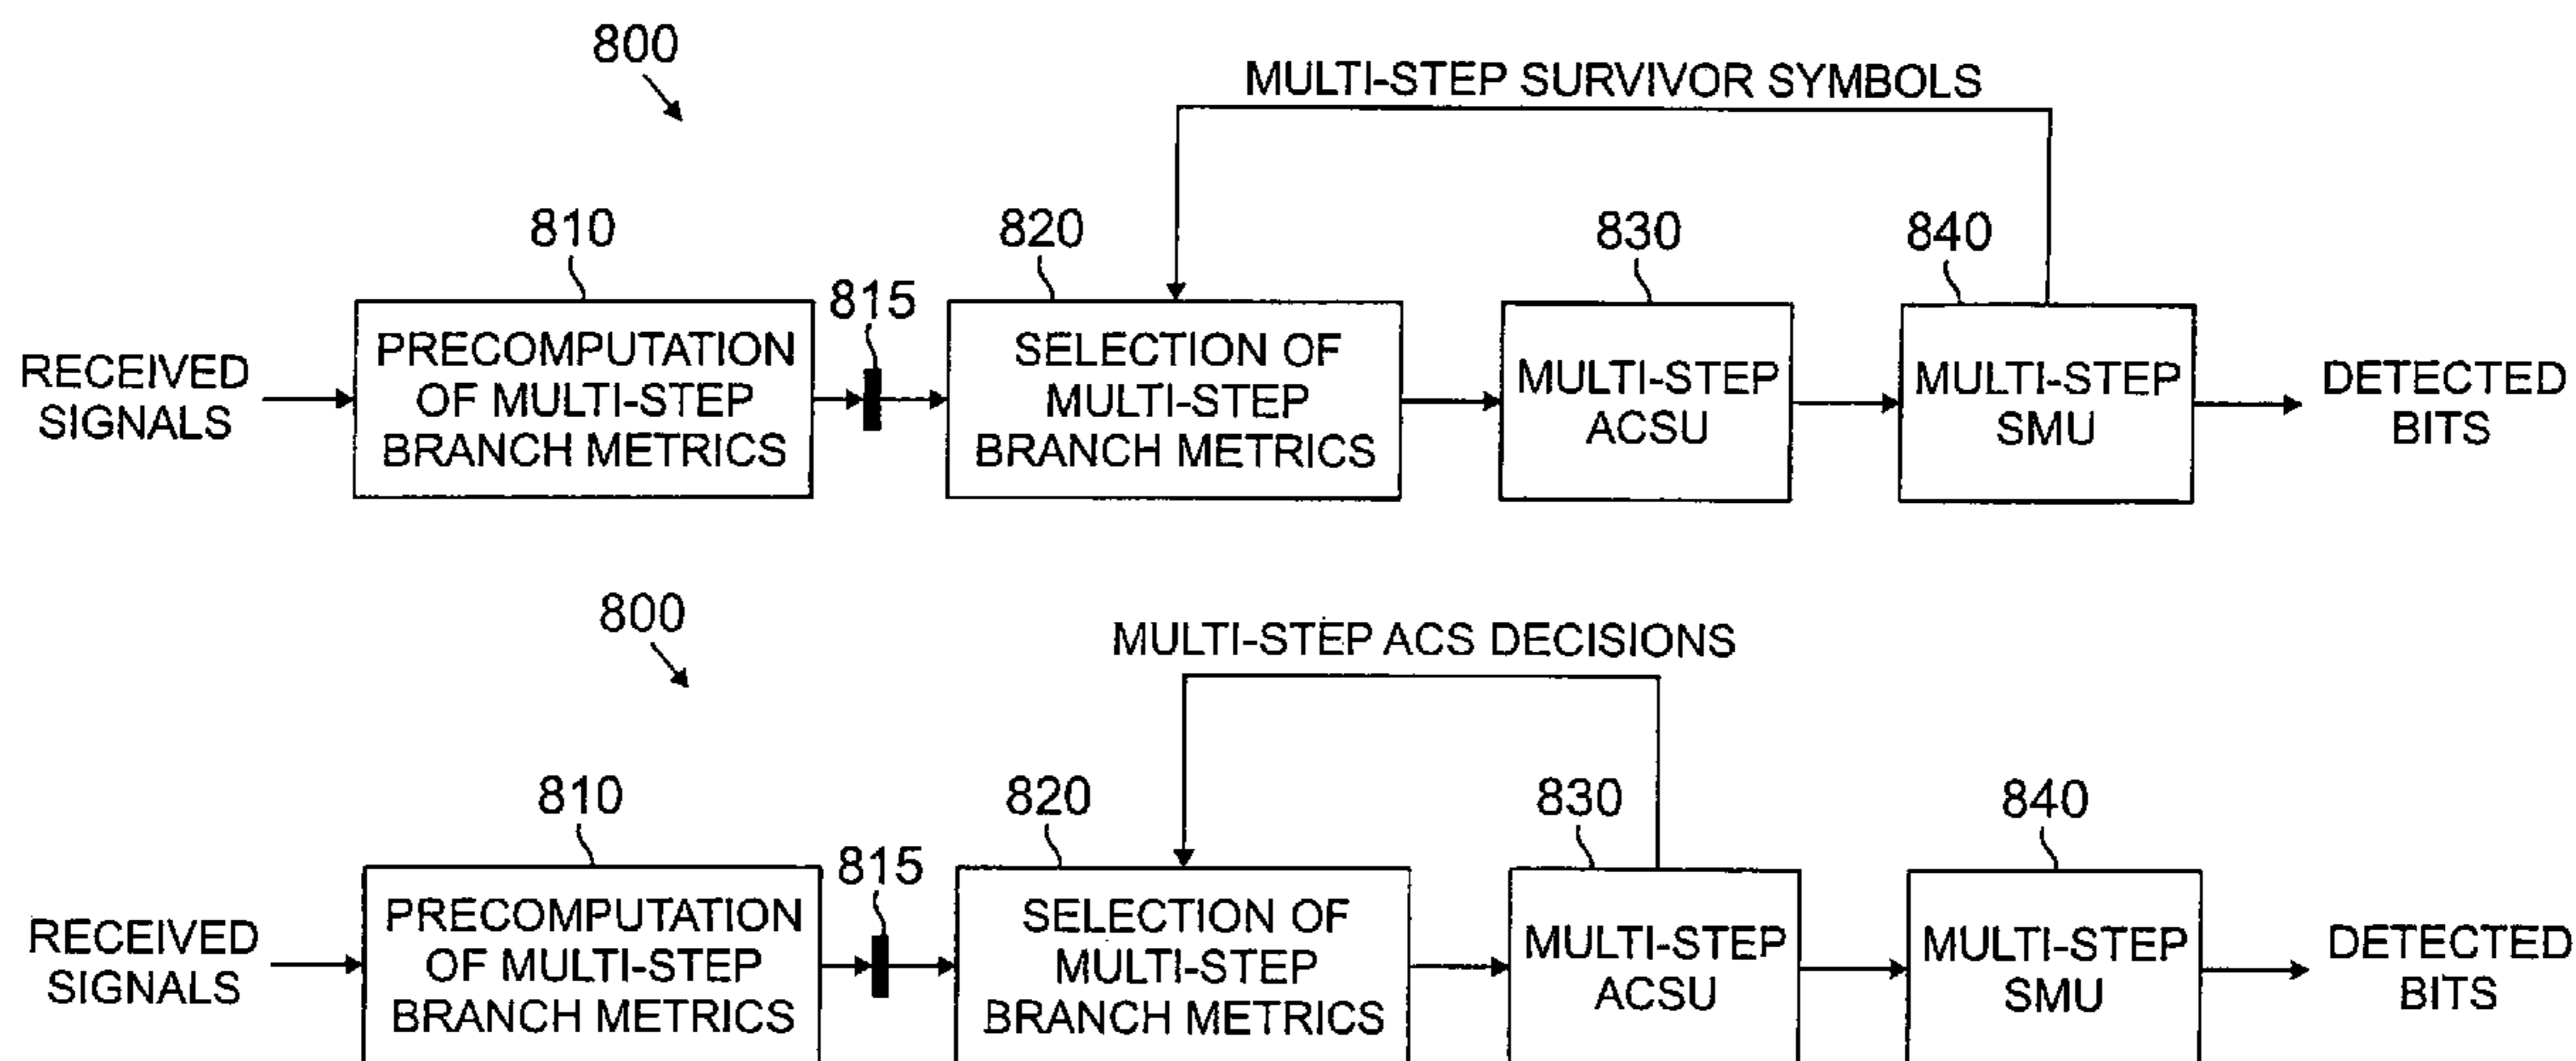 800
MULTI-STEP SURVIVOR SYMBOLS
810
815
820
830
840
RECEIVED
SIGNALS
PRECOMPUTATION
OF MULTI-STEP
BRANCH METRICS
SELECTION OF
MULTI-STEP
BRANCH METRICS
MULTI-STEP
ACSU
MULTI-STEP
SMU
DETECTED
BITS
800
MULTI-STEP ACS DECISIONS
810
815
820
830
840
RECEIVED
SIGNALS
PRECOMPUTATION
OF MULTI-STEP
BRANCH METRICS
SELECTION OF
MULTI-STEP
BRANCH METRICS
MULTI-STEP
ACSU
MULTI-STEP
SMU
DETECTED
BITS